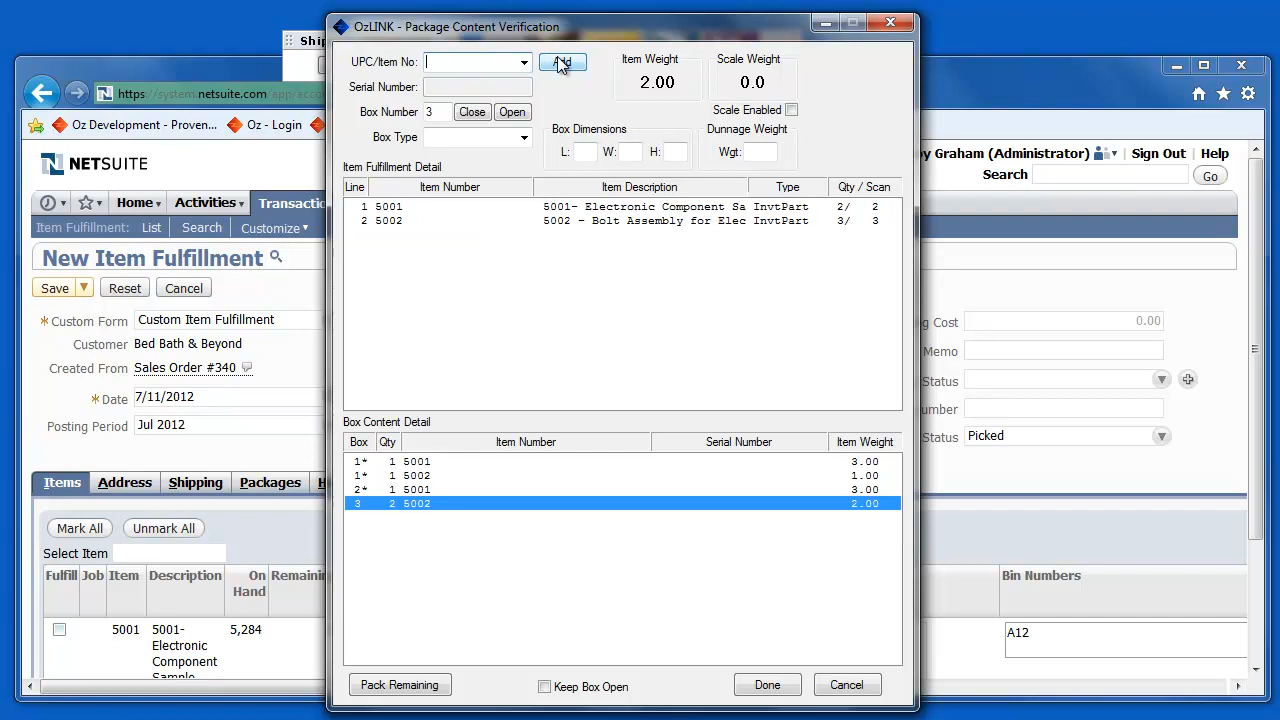 OzLINK - Package Content Verification
Ship
https://system.netsuite.com/app/acco
Oz Development - Proven...
Oz - Login
NETSUITE
y Graham (Administrator)
Sign Out
Help
Search
Go
Home
Activities
Transac
Item Fulfillment:
List
Search
Customize
New Item Fulfillment
Save
Reset
Cancel
Custom Form
Custom Item Fulfillment
Customer
Bed Bath & Beyond
Created From
Sales Order #340
Date
7/11/2012
Posting Period
Jul 2012
Items
Address
Shipping
Packages
Mark All
Unmark All
Select Item
Fulfill
Job
Item
Description
On
Hand
Remainin
5001
5001-
Electronic
Component
Sample
5,284
UPC/Item No:
Add
Serial Number:
Box Number
3
Close
Open
Box Type
Item Weight
2.00
Scale Weight
0.0
Scale Enabled
Box Dimensions
L:
W:
H:
Dunnage Weight
Wgt:
Item Fulfillment Detail
Line Item Number Item Description Type Qty / Scan
1 5001 5001- Electronic Component Sa InvtPart 2/ 2
2 5002 5002 - Bolt Assembly for Elec InvtPart 3/ 3
Box Content Detail
Box Qty Item Number Serial Number Item Weight
1* 1 5001 3.00
1* 1 5002 1.00
2* 1 5001 3.00
3 2 5002 2.00
Pack Remaining
Keep Box Open
Done
Cancel
g Cost
0.00
Memo
Status
umber
Status
Picked
Bin Numbers
A12